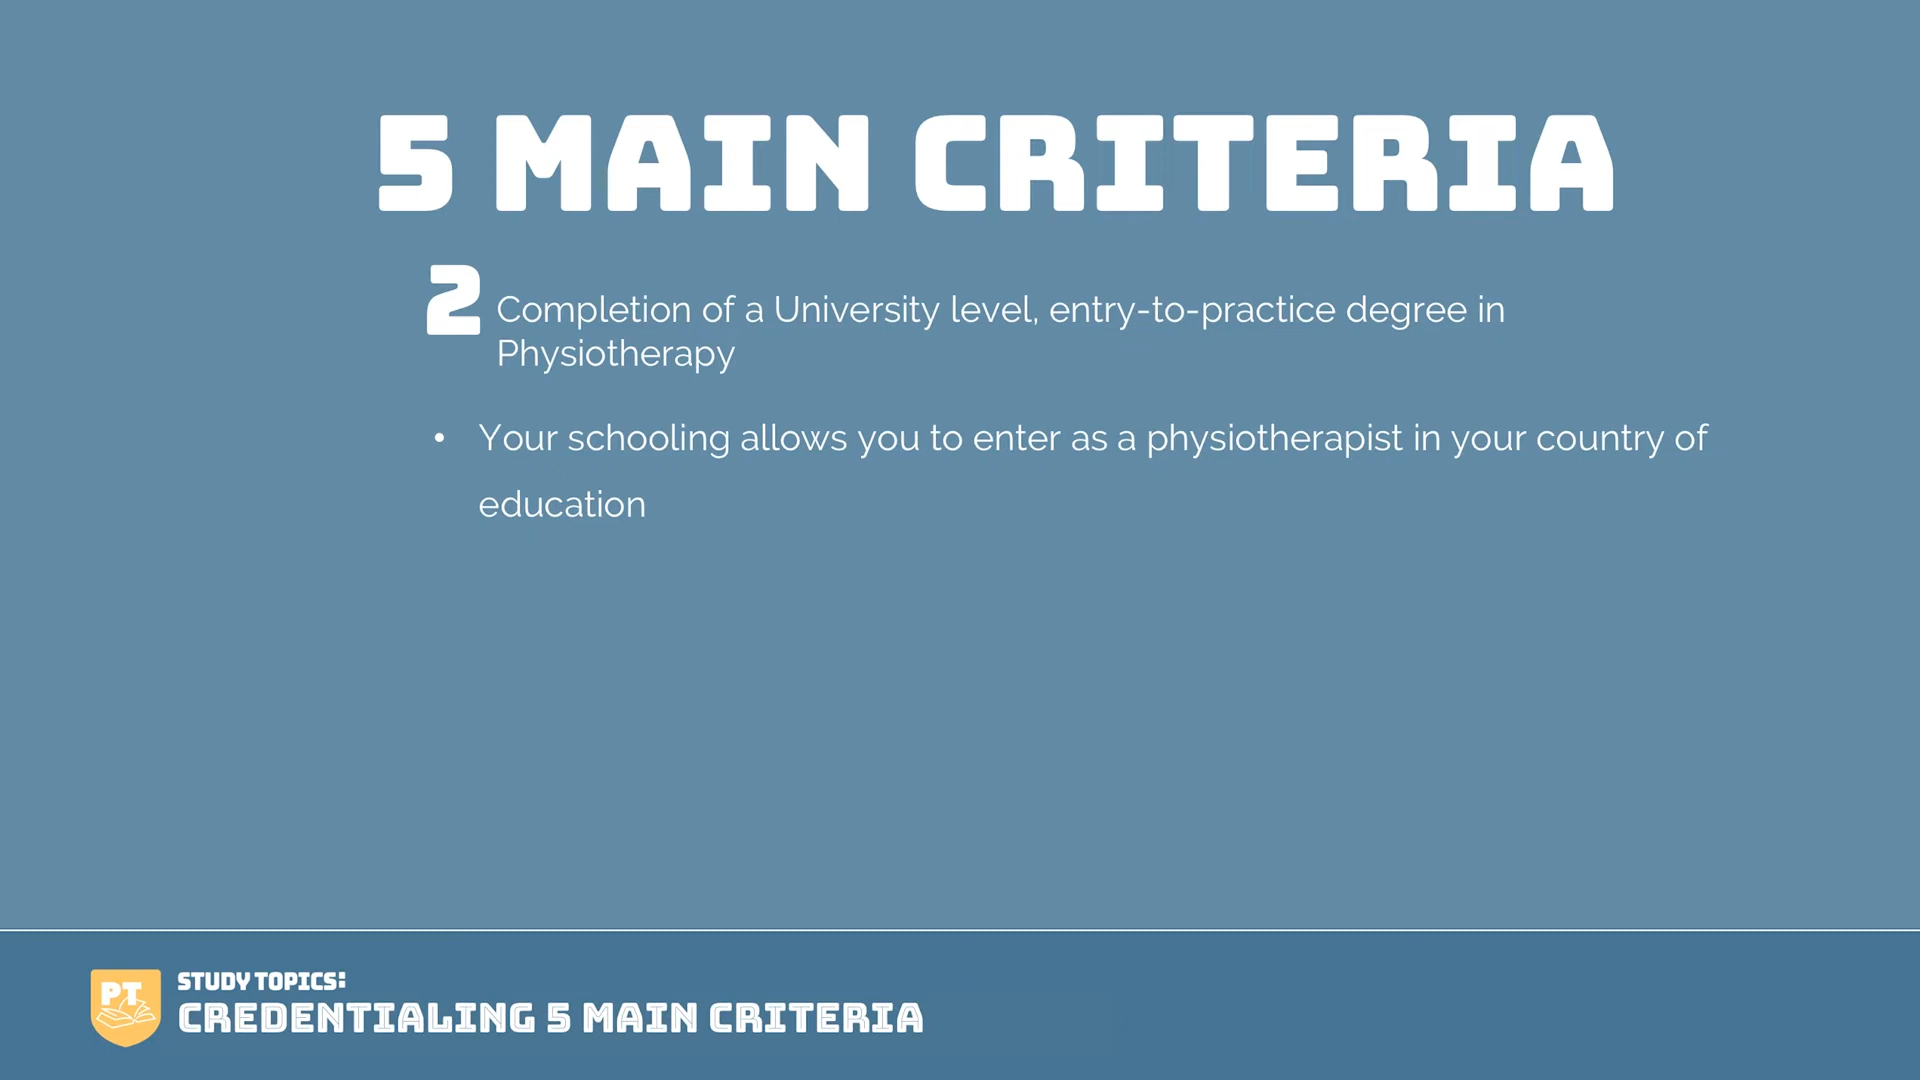 5 MAIN CRITERIA
2 Completion of a University level, entry-to-practice degree in
Physiotherapy
• Your schooling allows you to enter as a physiotherapist in your country of
education
PT
STUDY TOPICS:
CREDENTIALING 5 MAIN CRITERIA